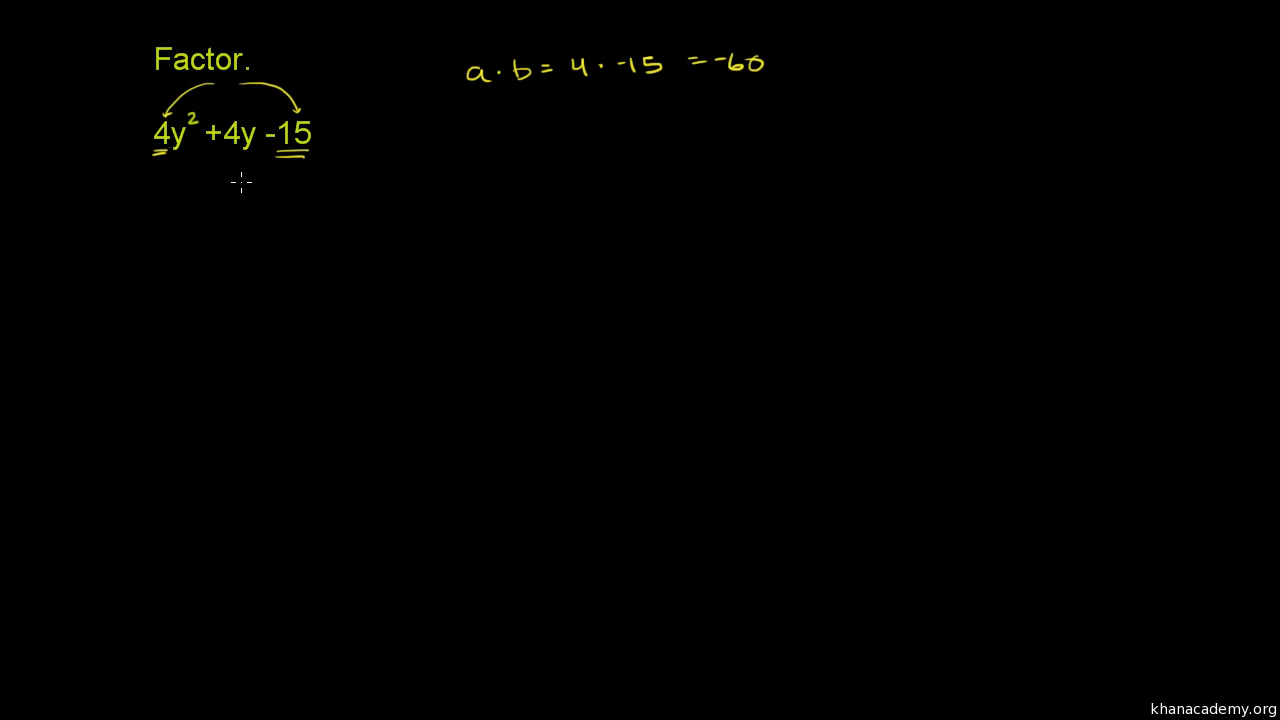 Factor.
a · b = 4 · -15 = -60
4y² +4y -15
khanacademy.org